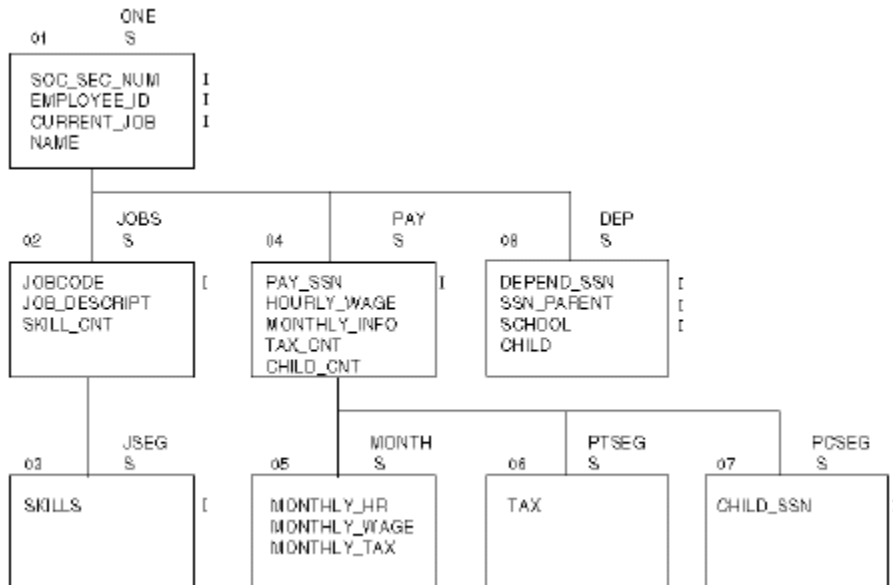 ONE
01 S
SOC_SEC_NUM I
EMPLOYEE_ID I
CURRENT_JOB I
NAME
JOBS PAY DEP
02 S 04 S 08 S
JOBCODE I PAY_SSN I DEPEND_SSN I
JOB_DESCRIPT HOURLY_WAGE SSN_PARENT I
SKILL_CNT MONTHLY_INFO SCHOOL I
TAX_CNT CHILD
CHILD_CNT
JSEG MONTH PTSEG PCSEG
03 S 05 S 06 S 07 S
SKILLS I MONTHLY_HR TAX CHILD_SSN
MONTHLY_WAGE
MONTHLY_TAX